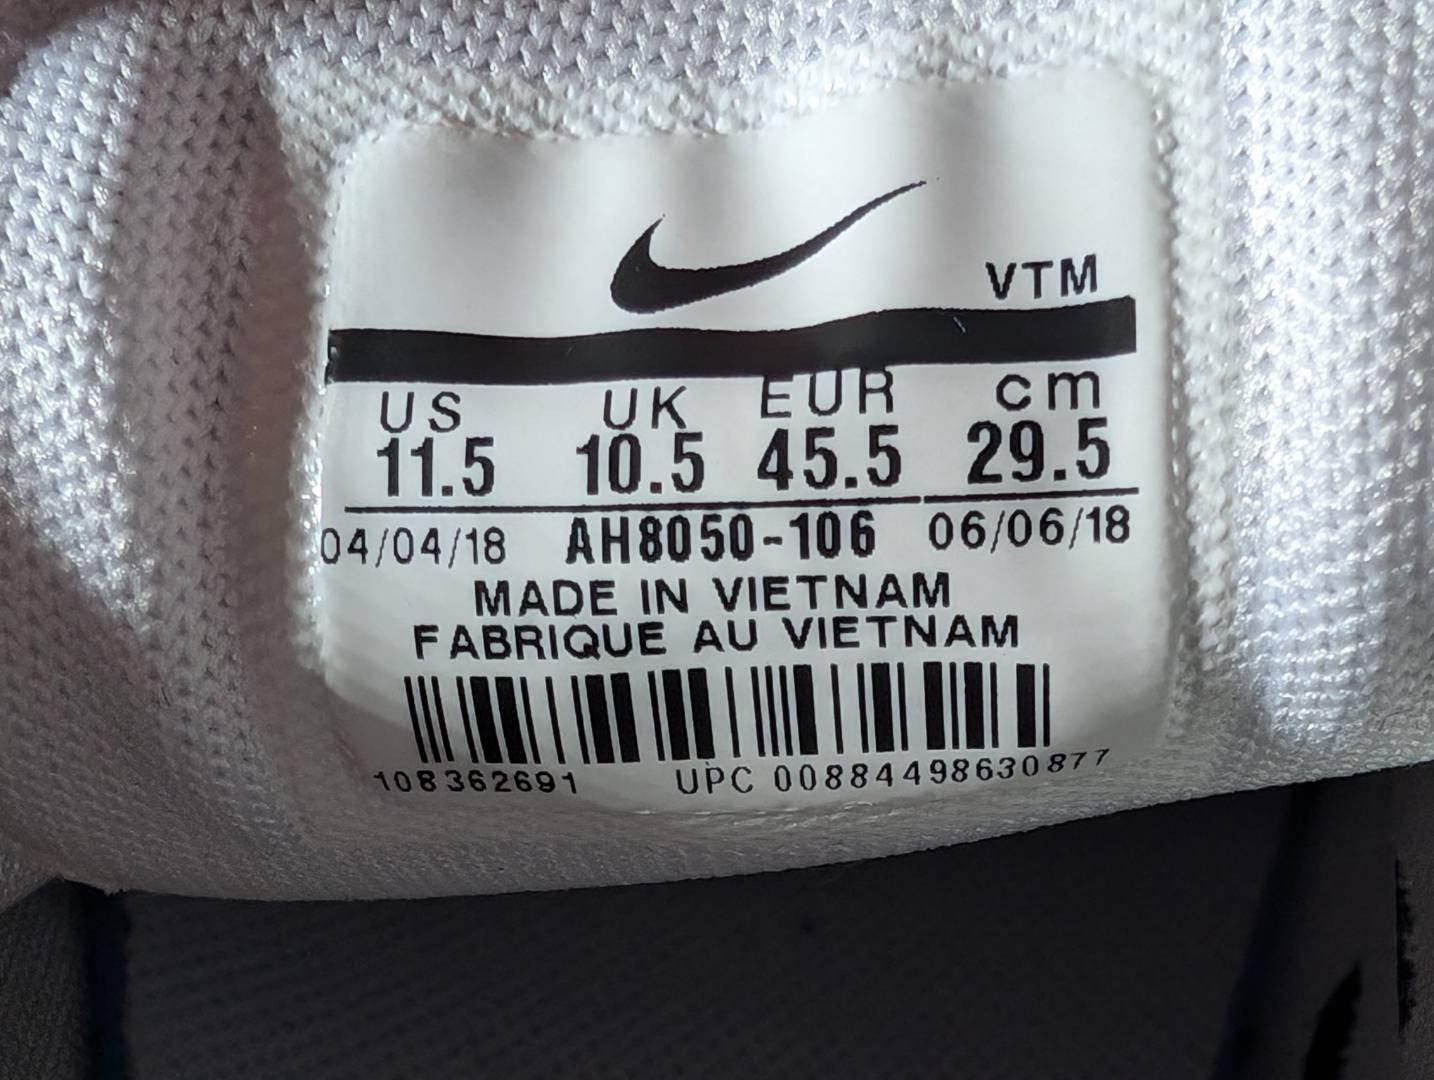 VTM
US UK EUR cm
11.5 10.5 45.5 29.5
04/04/18 AH8050-106 06/06/18
MADE IN VIETNAM
FABRIQUE AU VIETNAM
108362691 UPC 00884498630877